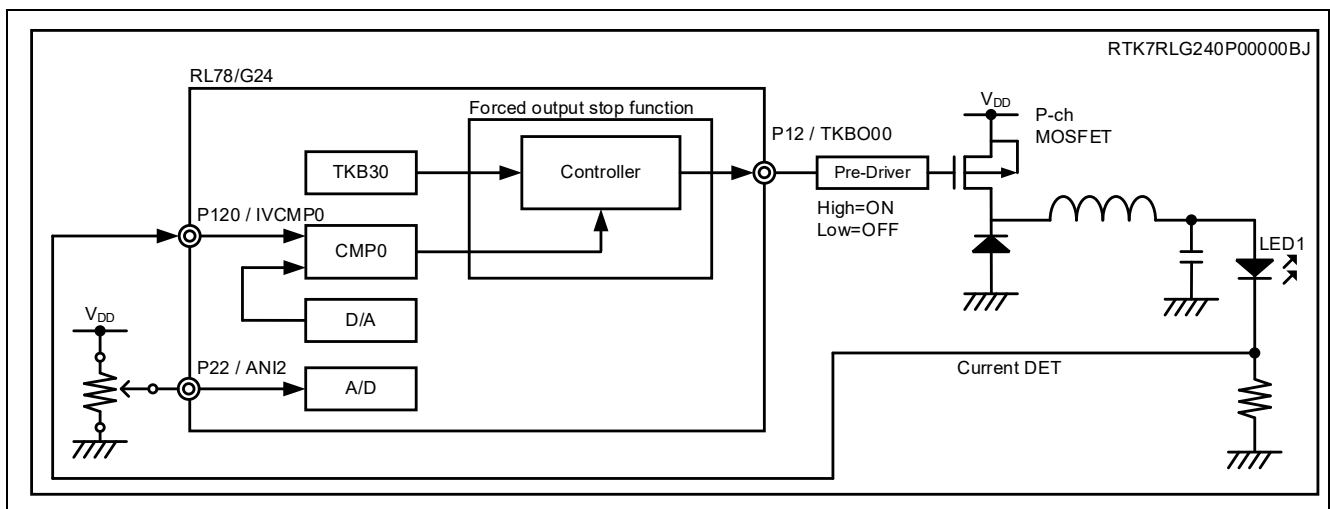 RTK7RLG240P00000BJ
RL78/G24
Forced output stop function
TKB30
Controller
P12 / TKBO00
Pre-Driver
High=ON
Low=OFF
VDD
P-ch
MOSFET
P120 / IVCMP0
CMP0
D/A
LED1
VDD
P22 / ANI2
A/D
Current DET